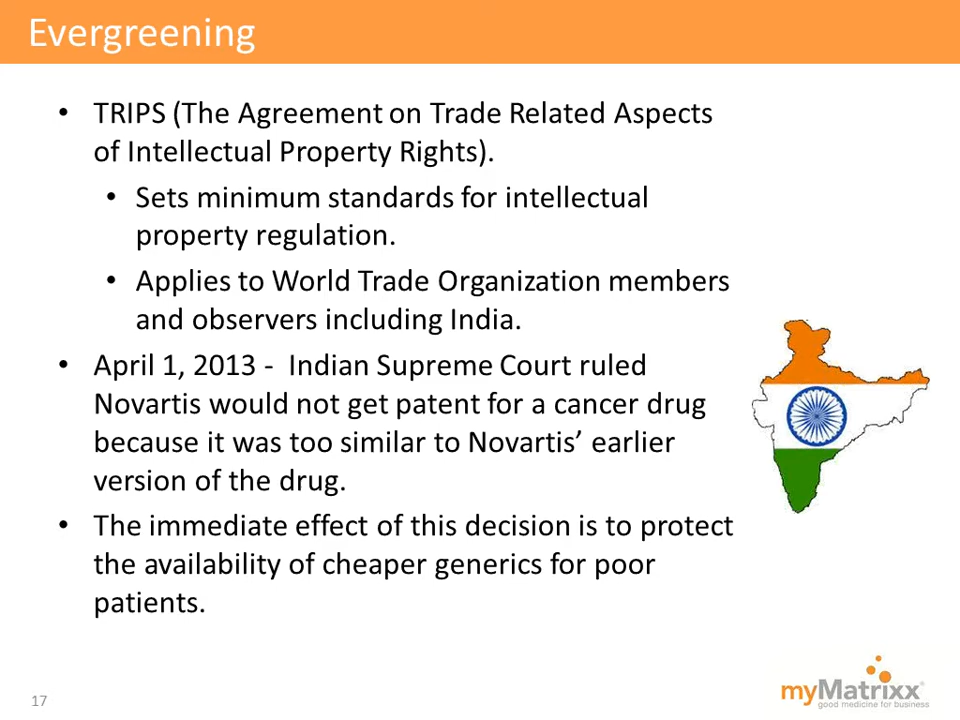 Evergreening
• TRIPS (The Agreement on Trade Related Aspects
of Intellectual Property Rights).
• Sets minimum standards for intellectual
property regulation.
• Applies to World Trade Organization members
and observers including India.
• April 1, 2013 -  Indian Supreme Court ruled
Novartis would not get patent for a cancer drug
because it was too similar to Novartis’ earlier
version of the drug.
• The immediate effect of this decision is to protect
the availability of cheaper generics for poor
patients.
17
myMatrixx®
good medicine for business